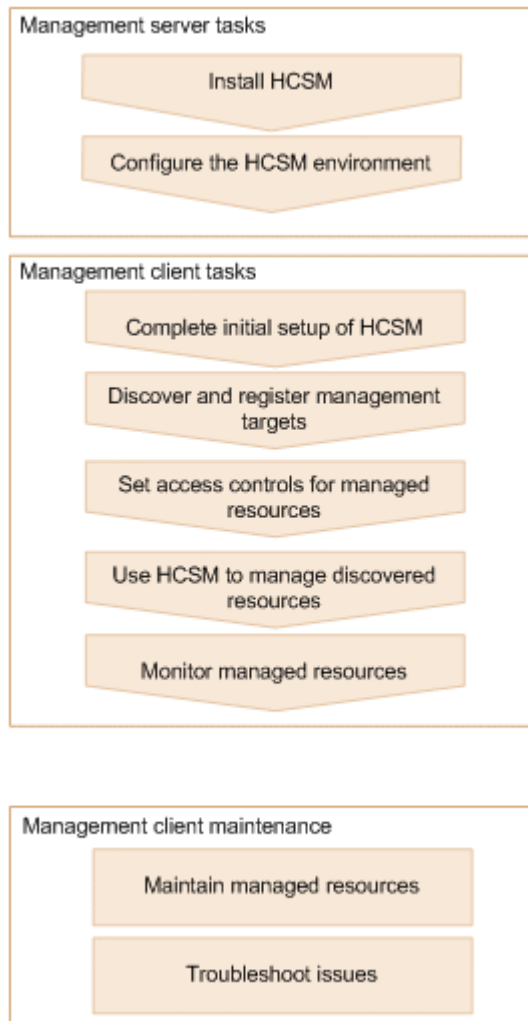 Management server tasks
Install HCSM
Configure the HCSM environment
Management client tasks
Complete initial setup of HCSM
Discover and register management
targets
Set access controls for managed
resources
Use HCSM to manage discovered
resources
Monitor managed resources
Management client maintenance
Maintain managed resources
Troubleshoot issues